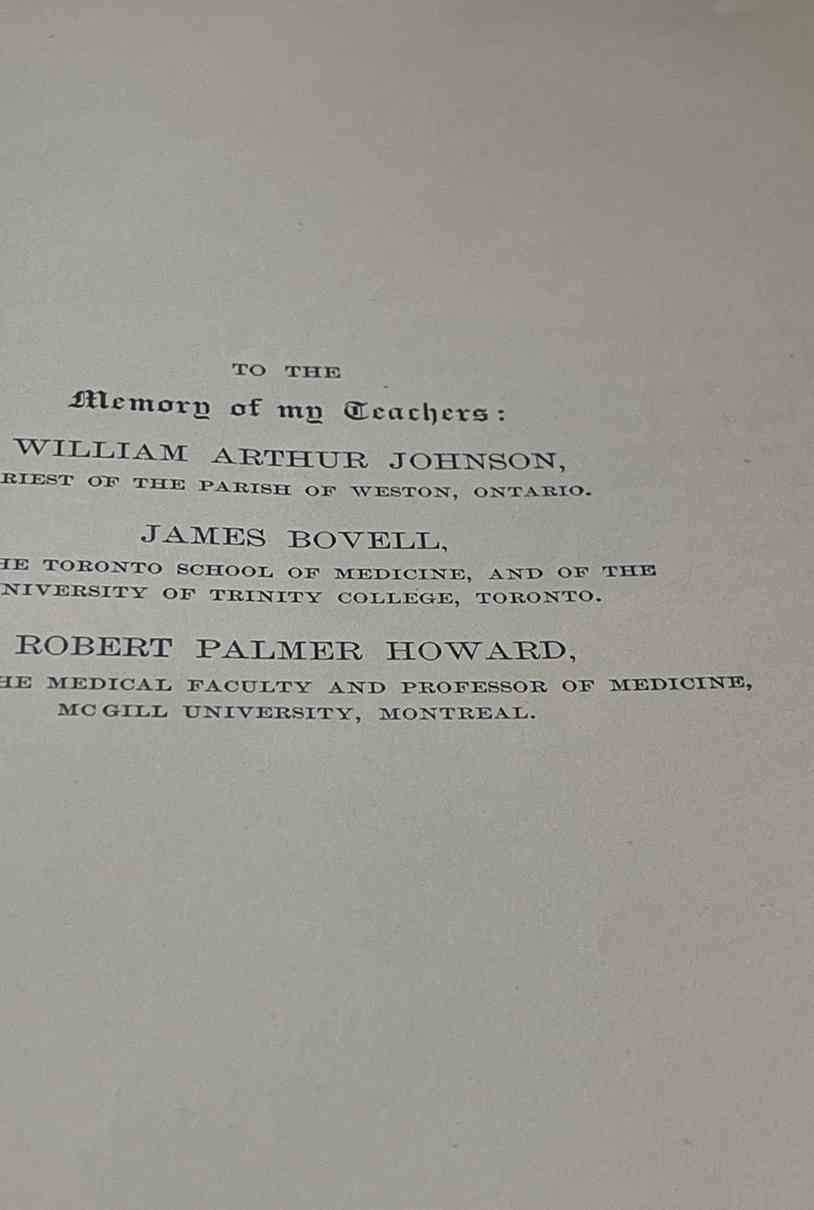 TO THE
Memory of my Teachers:
WILLIAM ARTHUR JOHNSON,
RIEST OF THE PARISH OF WESTON, ONTARIO.
JAMES BOVELL,
HE TORONTO SCHOOL OF MEDICINE, AND OF THE
NIVERSITY OF TRINITY COLLEGE, TORONTO.
ROBERT PALMER HOWARD,
HE MEDICAL FACULTY AND PROFESSOR OF MEDICINE,
MCGILL UNIVERSITY, MONTREAL.